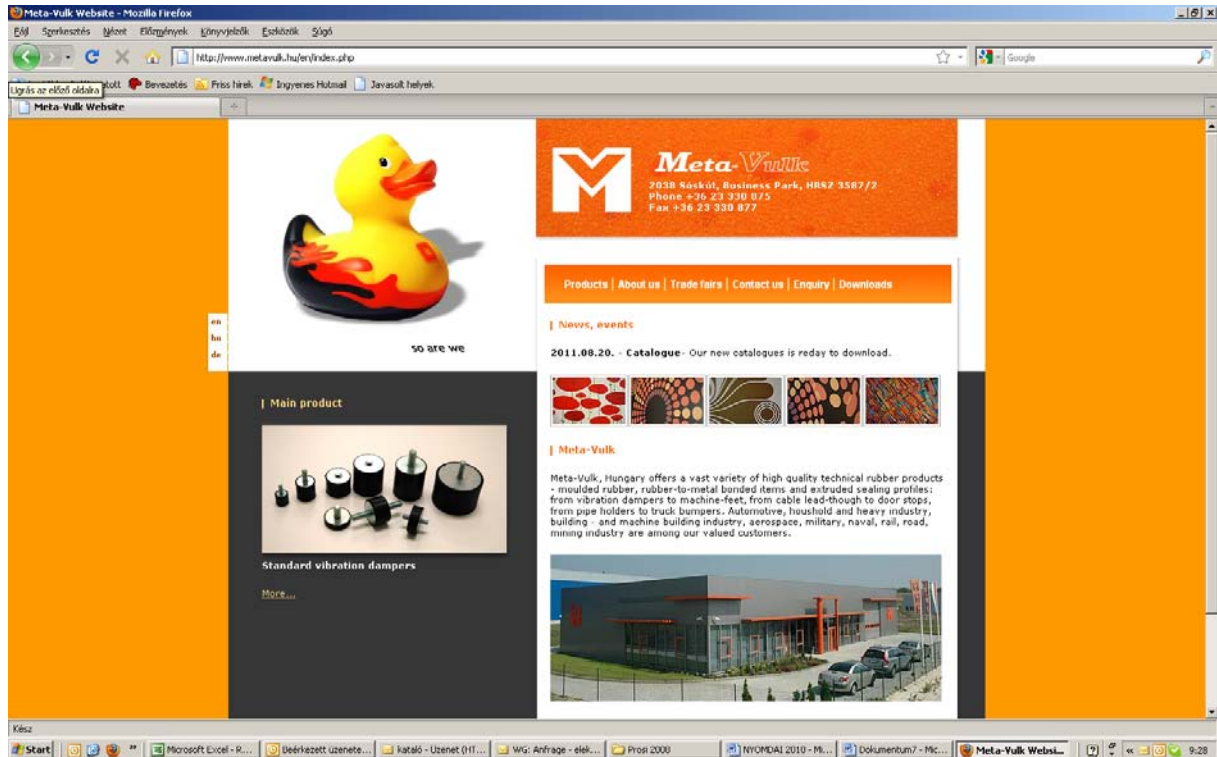 Meta-Vulk Website - Mozilla Firefox
Fájl Szerkesztés Nézet Előzmények Könyvjelzők Eszközök Súgó
http://www.metavulk.hu/en/index.php
Google
Bevezetés Friss hírek Ingyenes Hotmail Javasolt helyek
Ugrás az előző oldalra
Meta-Vulk Website
Meta-Vulk
2038 Sóskút, Business Park, HRSZ 3587/2
Phone +36 23 330 075
Fax +36 23 330 877
Products | About us | Trade fairs | Contact us | Enquiry | Downloads
en
hu
de
so are we
| News, events
2011.08.20. - Catalogue- Our new catalogues is reday to download.
| Main product
Standard vibration dampers
More...
| Meta-Vulk
Meta-Vulk, Hungary offers a vast variety of high quality technical rubber products
- moulded rubber, rubber-to-metal bonded items and extruded sealing profiles:
from vibration dampers to machine-feet, from cable lead-though to door stops,
from pipe holders to truck bumpers. Automotive, houshold and heavy industry,
building - and machine building industry, aerospace, military, naval, rail, road,
mining industry are among our valued customers.
Kész
Start Microsoft Excel - R... Beérkezett üzenete... kataló - Üzenet (HT... WG: Anfrage - elek... Prosi 2000 NYOMDAI 2010 - Mi... Dokumentum7 - Mic... Meta-Vulk Websi... 9:28